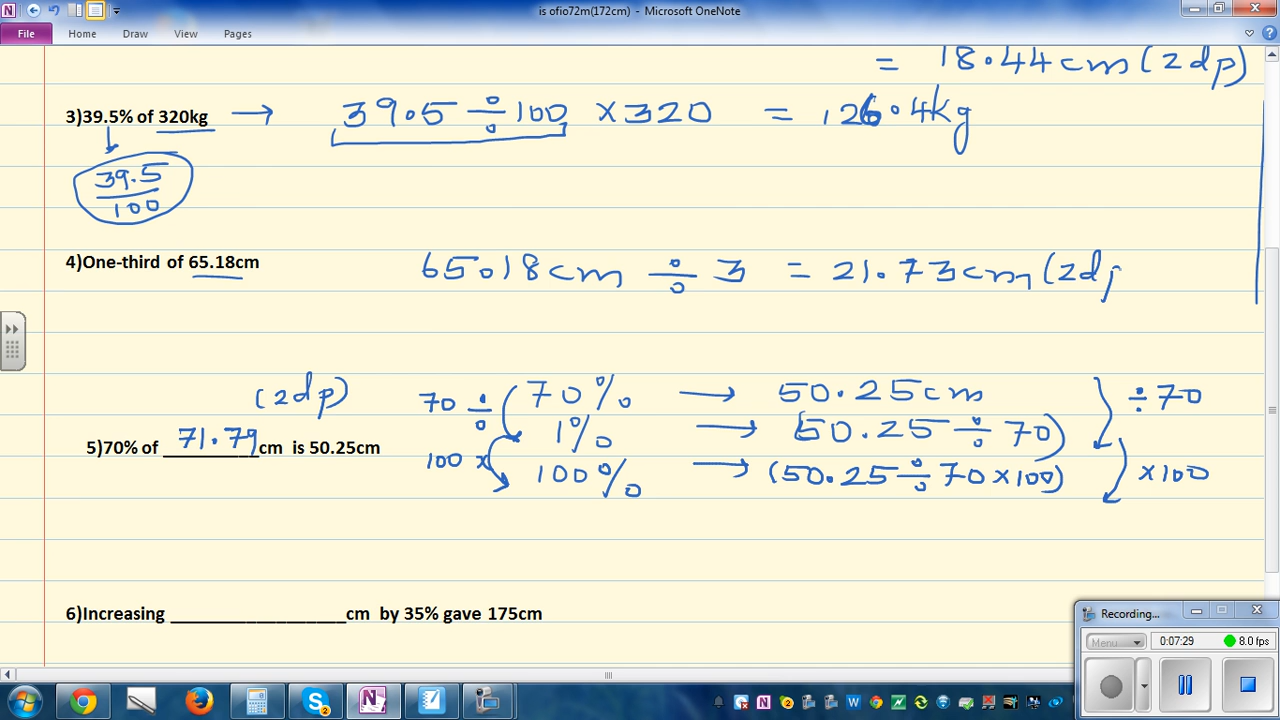 is ofio72m(172cm) - Microsoft OneNote
File Home Draw View Pages
= 18.44cm (2dp)
3)39.5% of 320kg → 39.5 ÷ 100 × 320 = 126.4kg
39.5
100
4)One-third of 65.18cm 65.18cm ÷ 3 = 21.73cm (2dp
(2dp) 70 ÷ 70% → 50.25cm ÷70
1% → (50.25 ÷ 70)
5)70% of 71.79cm is 50.25cm
100 × 100% → (50.25 ÷ 70 × 100) ×100
6)Increasing _________________cm by 35% gave 175cm
Recording...
Menu 0:07:29 8.0 fps